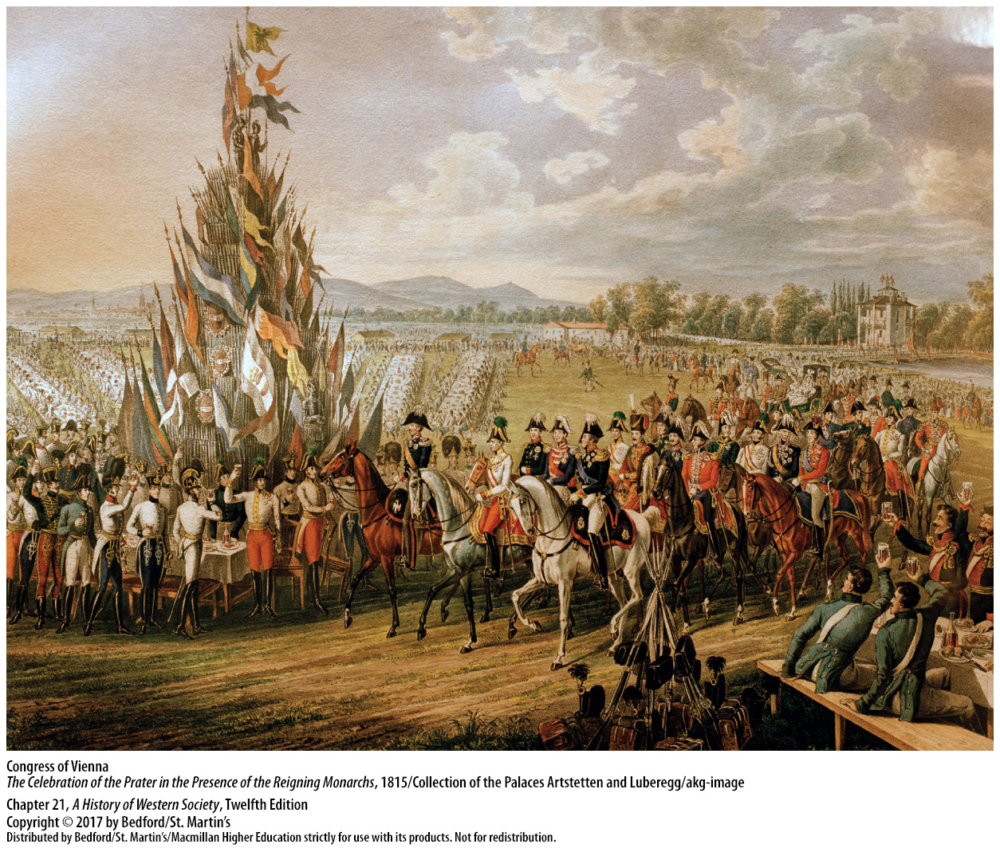 Congress of Vienna
The Celebration of the Prater in the Presence of the Reigning Monarchs, 1815/Collection of the Palaces Artstetten and Luberegg/akg-image
Chapter 21, A History of Western Society, Twelfth Edition
Copyright © 2017 by Bedford/St. Martin’s
Distributed by Bedford/St. Martin’s/Macmillan Higher Education strictly for use with its products. Not for redistribution.